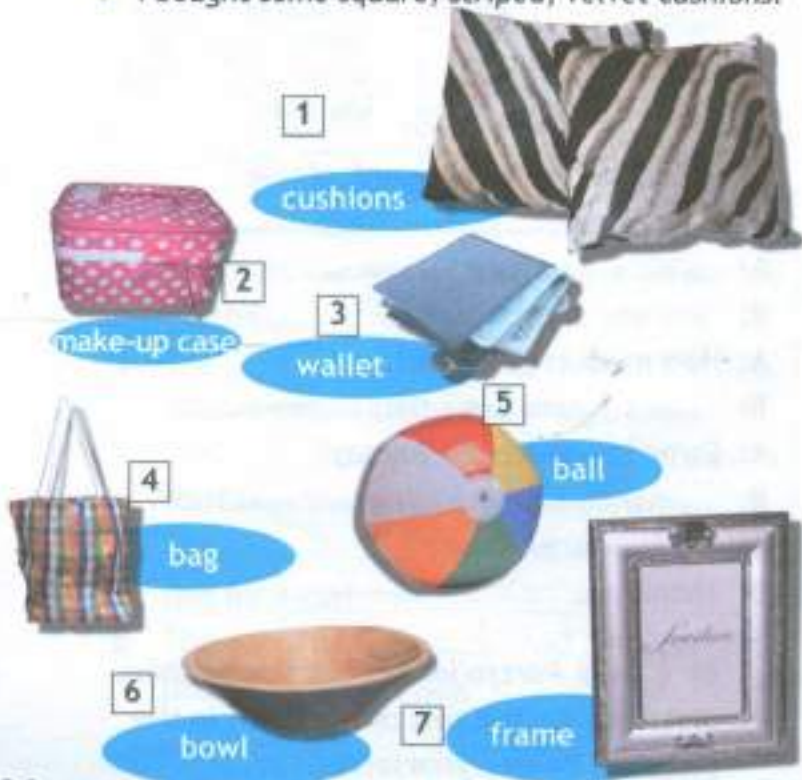 I bought some square, striped, velvet cushions.
1
cushions
2
make-up case
3
wallet
5
ball
4
bag
6
bowl
7
frame